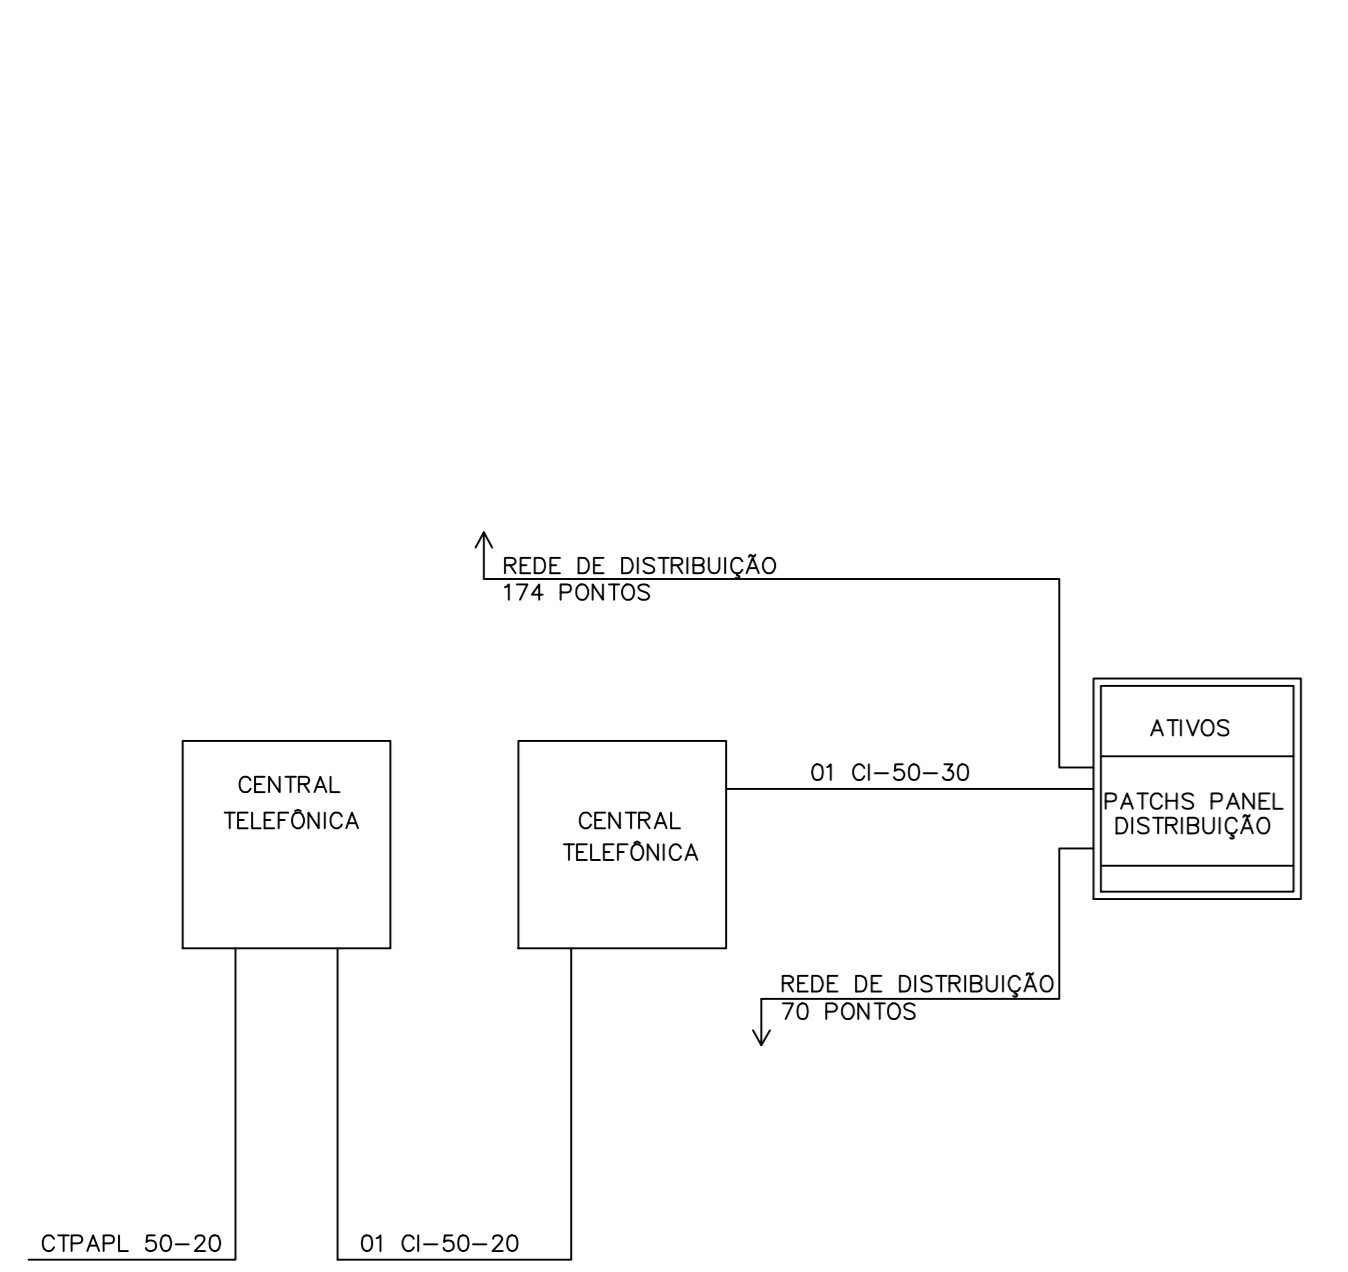 REDE DE DISTRIBUIÇÃO
174 PONTOS
ATIVOS
01 CI-50-30
PATCHS PANEL
DISTRIBUIÇÃO
CENTRAL
TELEFÔNICA
CENTRAL
TELEFÔNICA
REDE DE DISTRIBUIÇÃO
70 PONTOS
CTPAPL 50-20
01 CI-50-20